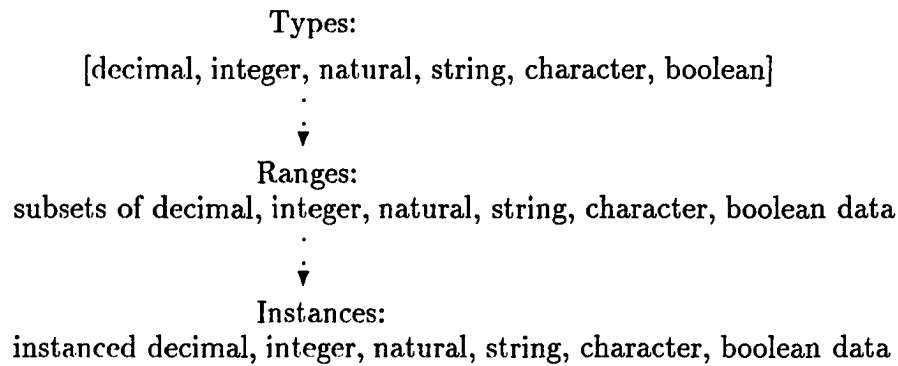 Types:
[decimal, integer, natural, string, character, boolean]
Ranges:
subsets of decimal, integer, natural, string, character, boolean data
Instances:
instanced decimal, integer, natural, string, character, boolean data